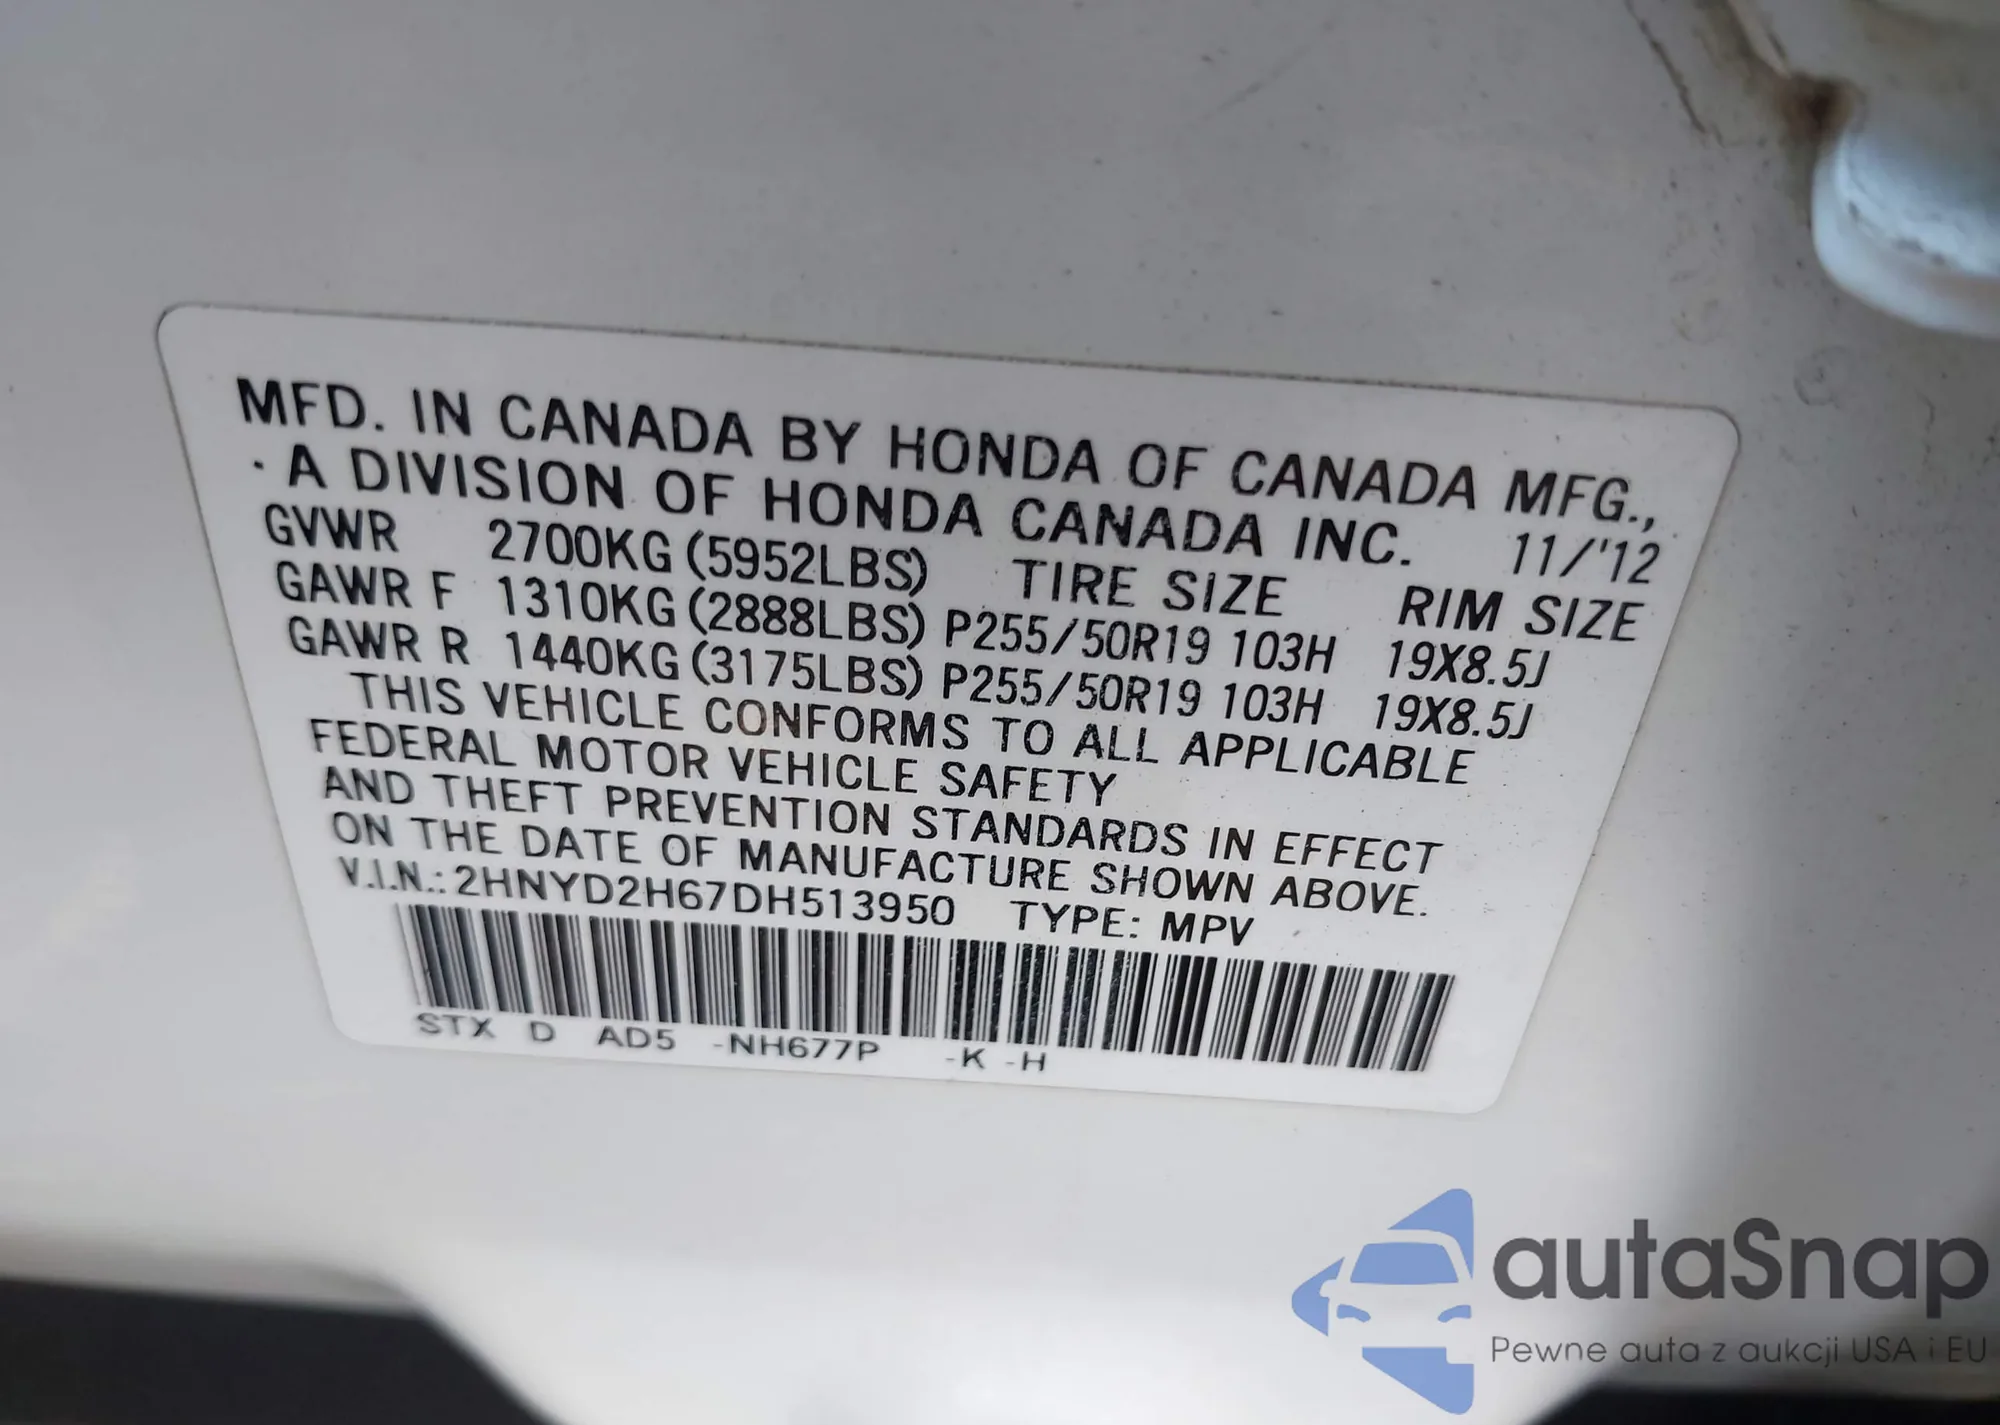 MFD. IN CANADA BY HONDA OF CANADA MFG.,
A DIVISION OF HONDA CANADA INC. 11/'12
GVWR 2700KG (5952LBS) TIRE SIZE RIM SIZE
GAWR F 1310KG (2888LBS) P255/50R19 103H 19X8.5J
GAWR R 1440KG (3175LBS) P255/50R19 103H 19X8.5J
THIS VEHICLE CONFORMS TO ALL APPLICABLE
FEDERAL MOTOR VEHICLE SAFETY
AND THEFT PREVENTION STANDARDS IN EFFECT
ON THE DATE OF MANUFACTURE SHOWN ABOVE.
V.I.N.: 2HNYD2H67DH513950 TYPE: MPV
STX D AD5 -NH677P -K -H
autaSnap
Pewne auta z aukcji USA i EU